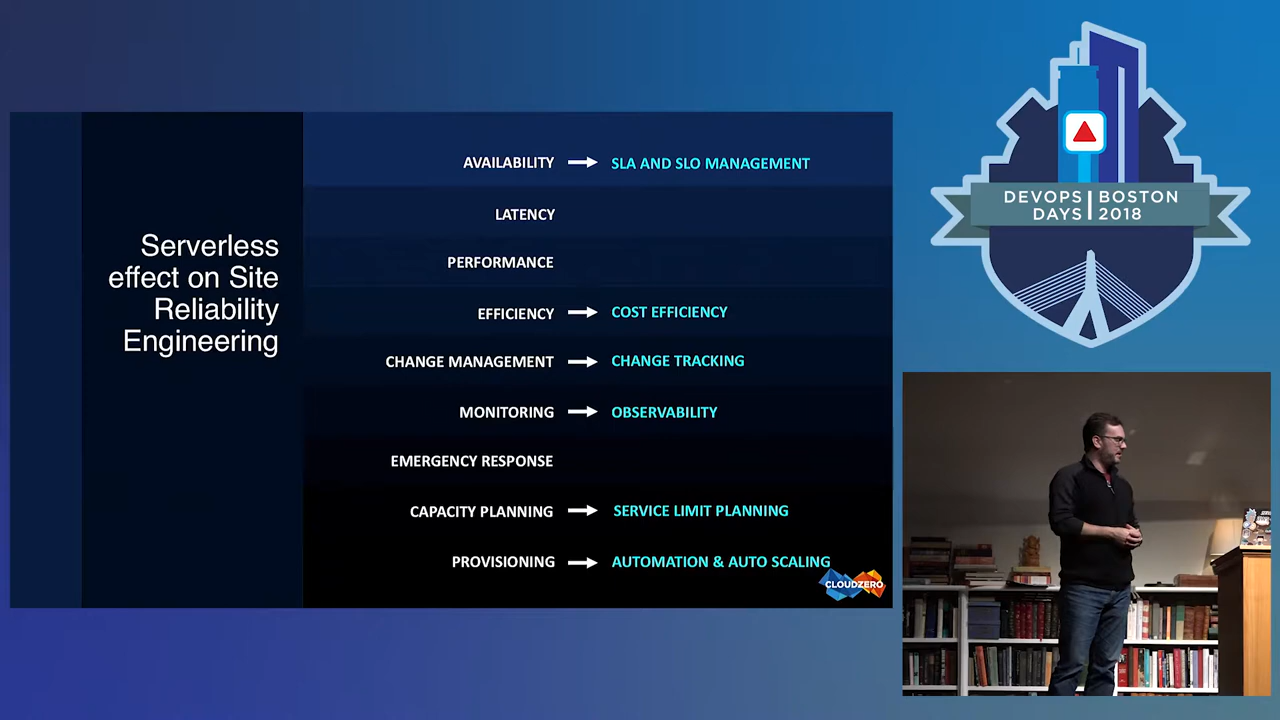 Serverless
effect on Site
Reliability
Engineering
AVAILABILITY → SLA AND SLO MANAGEMENT
LATENCY
PERFORMANCE
EFFICIENCY → COST EFFICIENCY
CHANGE MANAGEMENT → CHANGE TRACKING
MONITORING → OBSERVABILITY
EMERGENCY RESPONSE
CAPACITY PLANNING → SERVICE LIMIT PLANNING
PROVISIONING → AUTOMATION & AUTO SCALING
CLOUDZERO
DEVOPS BOSTON
DAYS 2018